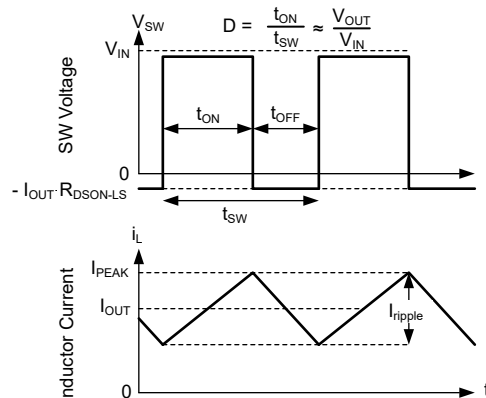 V_SW
D = t_ON / t_SW ≈ V_OUT / V_IN
V_IN
SW Voltage
t_ON
t_OFF
0
- I_OUT·R_DSON-LS
t_SW
i_L
I_PEAK
nductor Current
I_OUT
I_ripple
0
t